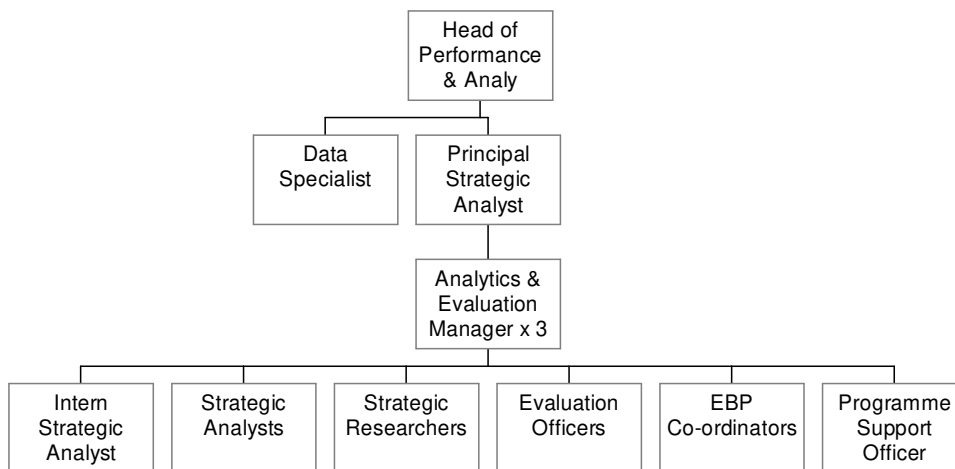 Head of
Performance
& Analy
Data
Specialist
Principal
Strategic
Analyst
Analytics &
Evaluation
Manager x 3
Intern
Strategic
Analyst
Strategic
Analysts
Strategic
Researchers
Evaluation
Officers
EBP
Co-ordinators
Programme
Support
Officer